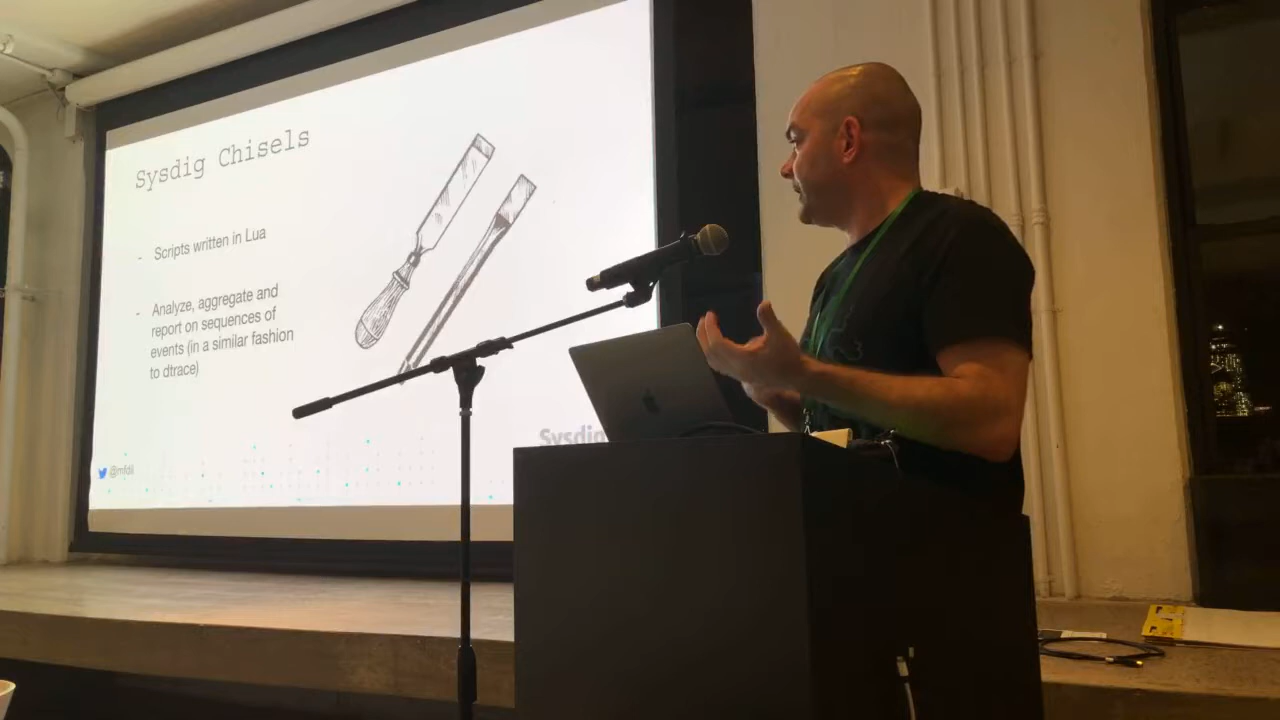 Sysdig Chisels
- Scripts written in Lua
- Analyze, aggregate and
report on sequences of
events (in a similar fashion
to dtrace)
@mfdii
Sysdig